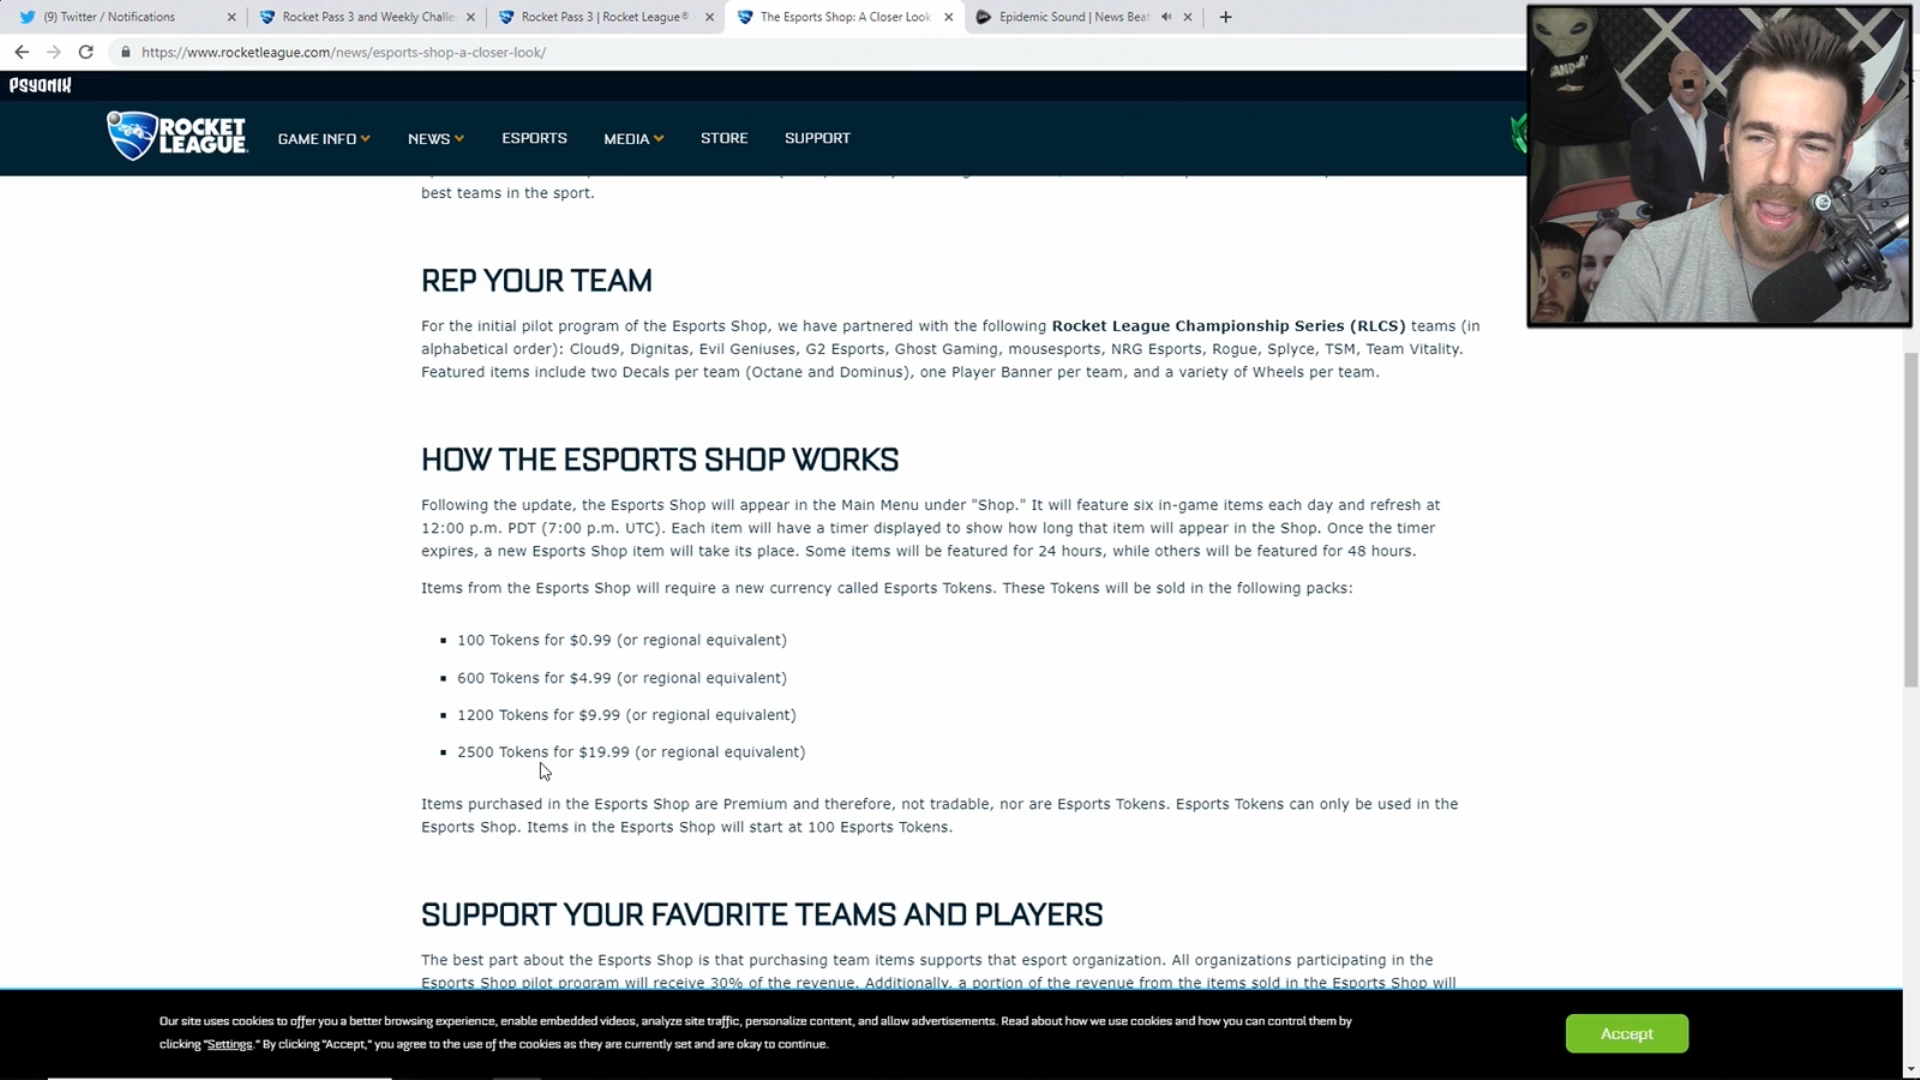 (9) Twitter / Notifications
Rocket Pass 3 and Weekly Challe
Rocket Pass 3 | Rocket League®
The Esports Shop: A Closer Look
Epidemic Sound | News Beat
https://www.rocketleague.com/news/esports-shop-a-closer-look/
PSYONIX
ROCKET LEAGUE
GAME INFO
NEWS
ESPORTS
MEDIA
STORE
SUPPORT
best teams in the sport.
REP YOUR TEAM
For the initial pilot program of the Esports Shop, we have partnered with the following Rocket League Championship Series (RLCS) teams (in
alphabetical order): Cloud9, Dignitas, Evil Geniuses, G2 Esports, Ghost Gaming, mousesports, NRG Esports, Rogue, Splyce, TSM, Team Vitality.
Featured items include two Decals per team (Octane and Dominus), one Player Banner per team, and a variety of Wheels per team.
HOW THE ESPORTS SHOP WORKS
Following the update, the Esports Shop will appear in the Main Menu under "Shop." It will feature six in-game items each day and refresh at
12:00 p.m. PDT (7:00 p.m. UTC). Each item will have a timer displayed to show how long that item will appear in the Shop. Once the timer
expires, a new Esports Shop item will take its place. Some items will be featured for 24 hours, while others will be featured for 48 hours.
Items from the Esports Shop will require a new currency called Esports Tokens. These Tokens will be sold in the following packs:
▪ 100 Tokens for $0.99 (or regional equivalent)
▪ 600 Tokens for $4.99 (or regional equivalent)
▪ 1200 Tokens for $9.99 (or regional equivalent)
▪ 2500 Tokens for $19.99 (or regional equivalent)
Items purchased in the Esports Shop are Premium and therefore, not tradable, nor are Esports Tokens. Esports Tokens can only be used in the
Esports Shop. Items in the Esports Shop will start at 100 Esports Tokens.
SUPPORT YOUR FAVORITE TEAMS AND PLAYERS
The best part about the Esports Shop is that purchasing team items supports that esport organization. All organizations participating in the
Esports Shop pilot program will receive 30% of the revenue. Additionally, a portion of the revenue from the items sold in the Esports Shop will
Our site uses cookies to offer you a better browsing experience, enable embedded videos, analyze site traffic, personalize content, and allow advertisements. Read about how we use cookies and how you can control them by
clicking "Settings." By clicking "Accept," you agree to the use of the cookies as they are currently set and are okay to continue.
Accept